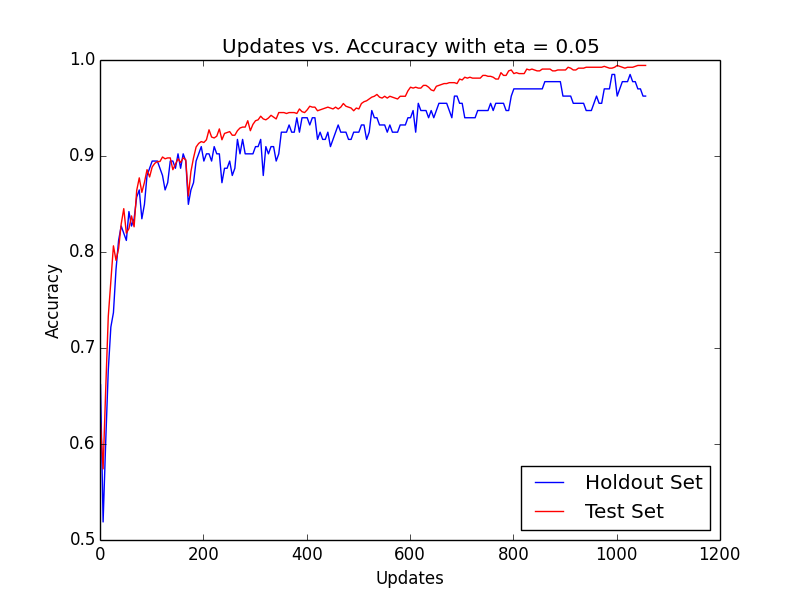 Updates vs. Accuracy with eta = 0.05
1.0
0.9
0.8
0.7
0.6
0.5
Accuracy
0 200 400 600 800 1000 1200
Updates
Holdout Set
Test Set